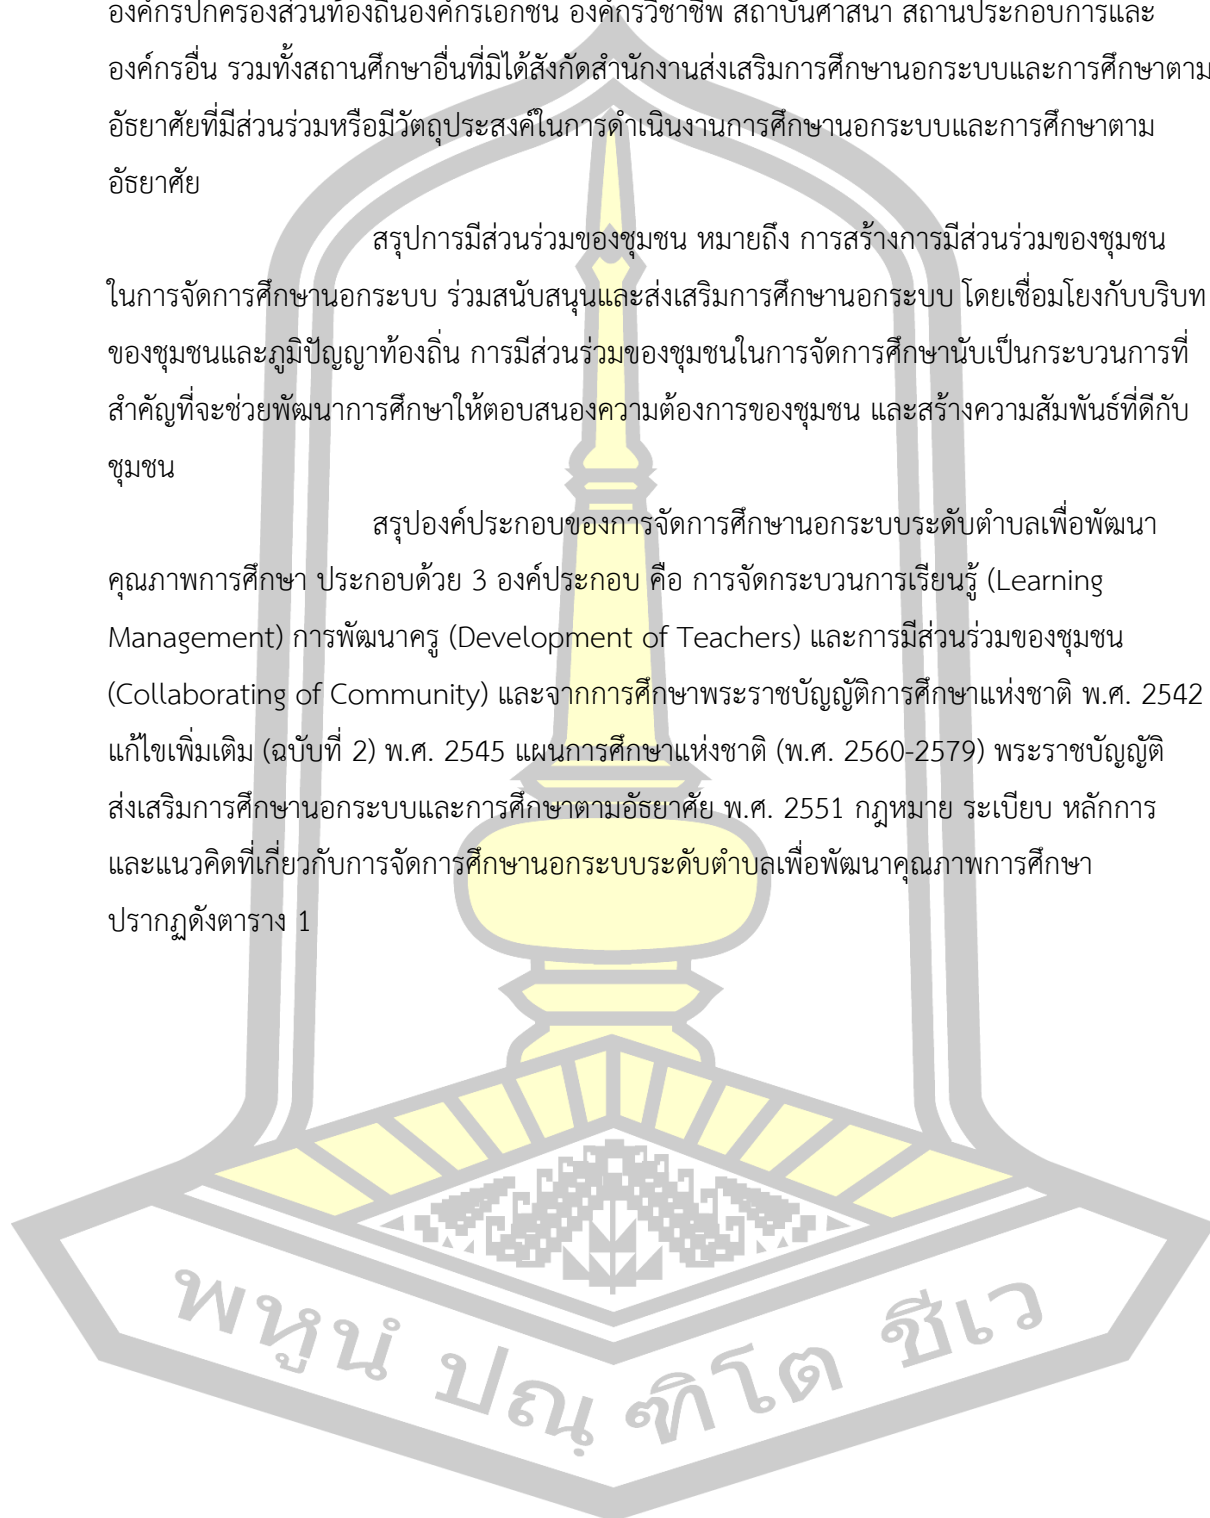 องค์กรปกครองส่วนท้องถิ่นองค์กรเอกชน องค์กรวิชาชีพ สถาบันศาสนา สถานประกอบการและ
องค์กรอื่น รวมทั้งสถานศึกษาอื่นที่มิได้สังกัดสำนักงานส่งเสริมการศึกษานอกระบบและการศึกษาตาม
อัธยาศัยที่มีส่วนร่วมหรือมีวัตถุประสงค์ในการดำเนินงานการศึกษานอกระบบและการศึกษาตาม
อัธยาศัย
สรุปการมีส่วนร่วมของชุมชน หมายถึง การสร้างการมีส่วนร่วมของชุมชน
ในการจัดการศึกษานอกระบบ ร่วมสนับสนุนและส่งเสริมการศึกษานอกระบบ โดยเชื่อมโยงกับบริบท
ของชุมชนและภูมิปัญญาท้องถิ่น การมีส่วนร่วมของชุมชนในการจัดการศึกษานับเป็นกระบวนการที่
สำคัญที่จะช่วยพัฒนาการศึกษาให้ตอบสนองความต้องการของชุมชน และสร้างความสัมพันธ์ที่ดีกับ
ชุมชน
สรุปองค์ประกอบของการจัดการศึกษานอกระบบระดับตำบลเพื่อพัฒนา
คุณภาพการศึกษา ประกอบด้วย 3 องค์ประกอบ คือ การจัดกระบวนการเรียนรู้ (Learning
Management) การพัฒนาครู (Development of Teachers) และการมีส่วนร่วมของชุมชน
(Collaborating of Community) และจากการศึกษาพระราชบัญญัติการศึกษาแห่งชาติ พ.ศ. 2542
แก้ไขเพิ่มเติม (ฉบับที่ 2) พ.ศ. 2545 แผนการศึกษาแห่งชาติ (พ.ศ. 2560-2579) พระราชบัญญัติ
ส่งเสริมการศึกษานอกระบบและการศึกษาตามอัธยาศัย พ.ศ. 2551 กฎหมาย ระเบียบ หลักการ
และแนวคิดที่เกี่ยวกับการจัดการศึกษานอกระบบระดับตำบลเพื่อพัฒนาคุณภาพการศึกษา
ปรากฏดังตาราง 1
พหูนํ ปณฺฑิโต ชีเว